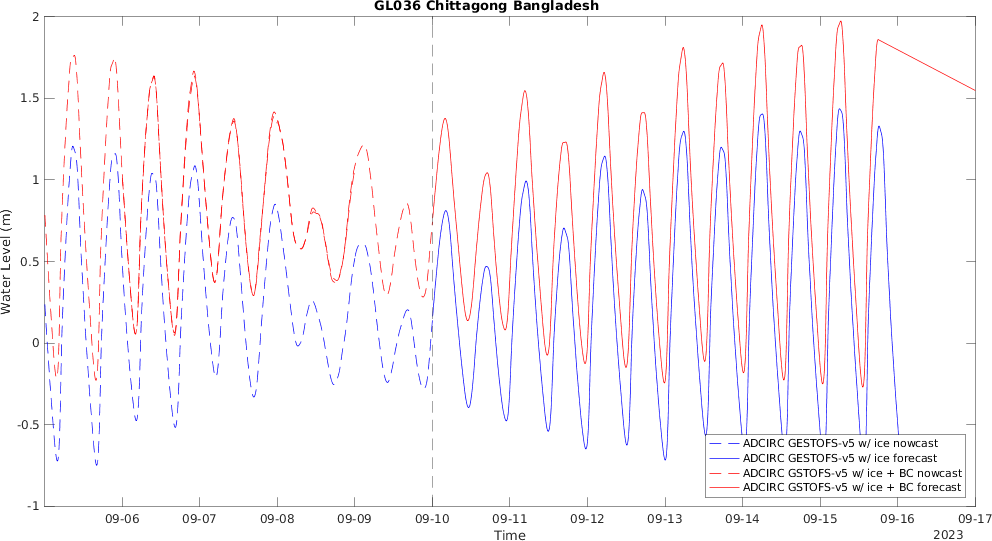 GL036 Chittagong Bangladesh
Water Level (m)
2
1.5
1
0.5
0
-0.5
-1
ADCIRC GESTOFS-v5 w/ ice nowcast
ADCIRC GESTOFS-v5 w/ ice forecast
ADCIRC GSTOFS-v5 w/ ice + BC nowcast
ADCIRC GSTOFS-v5 w/ ice + BC forecast
09-06 09-07 09-08 09-09 09-10 09-11 09-12 09-13 09-14 09-15 09-16 09-17
Time
2023